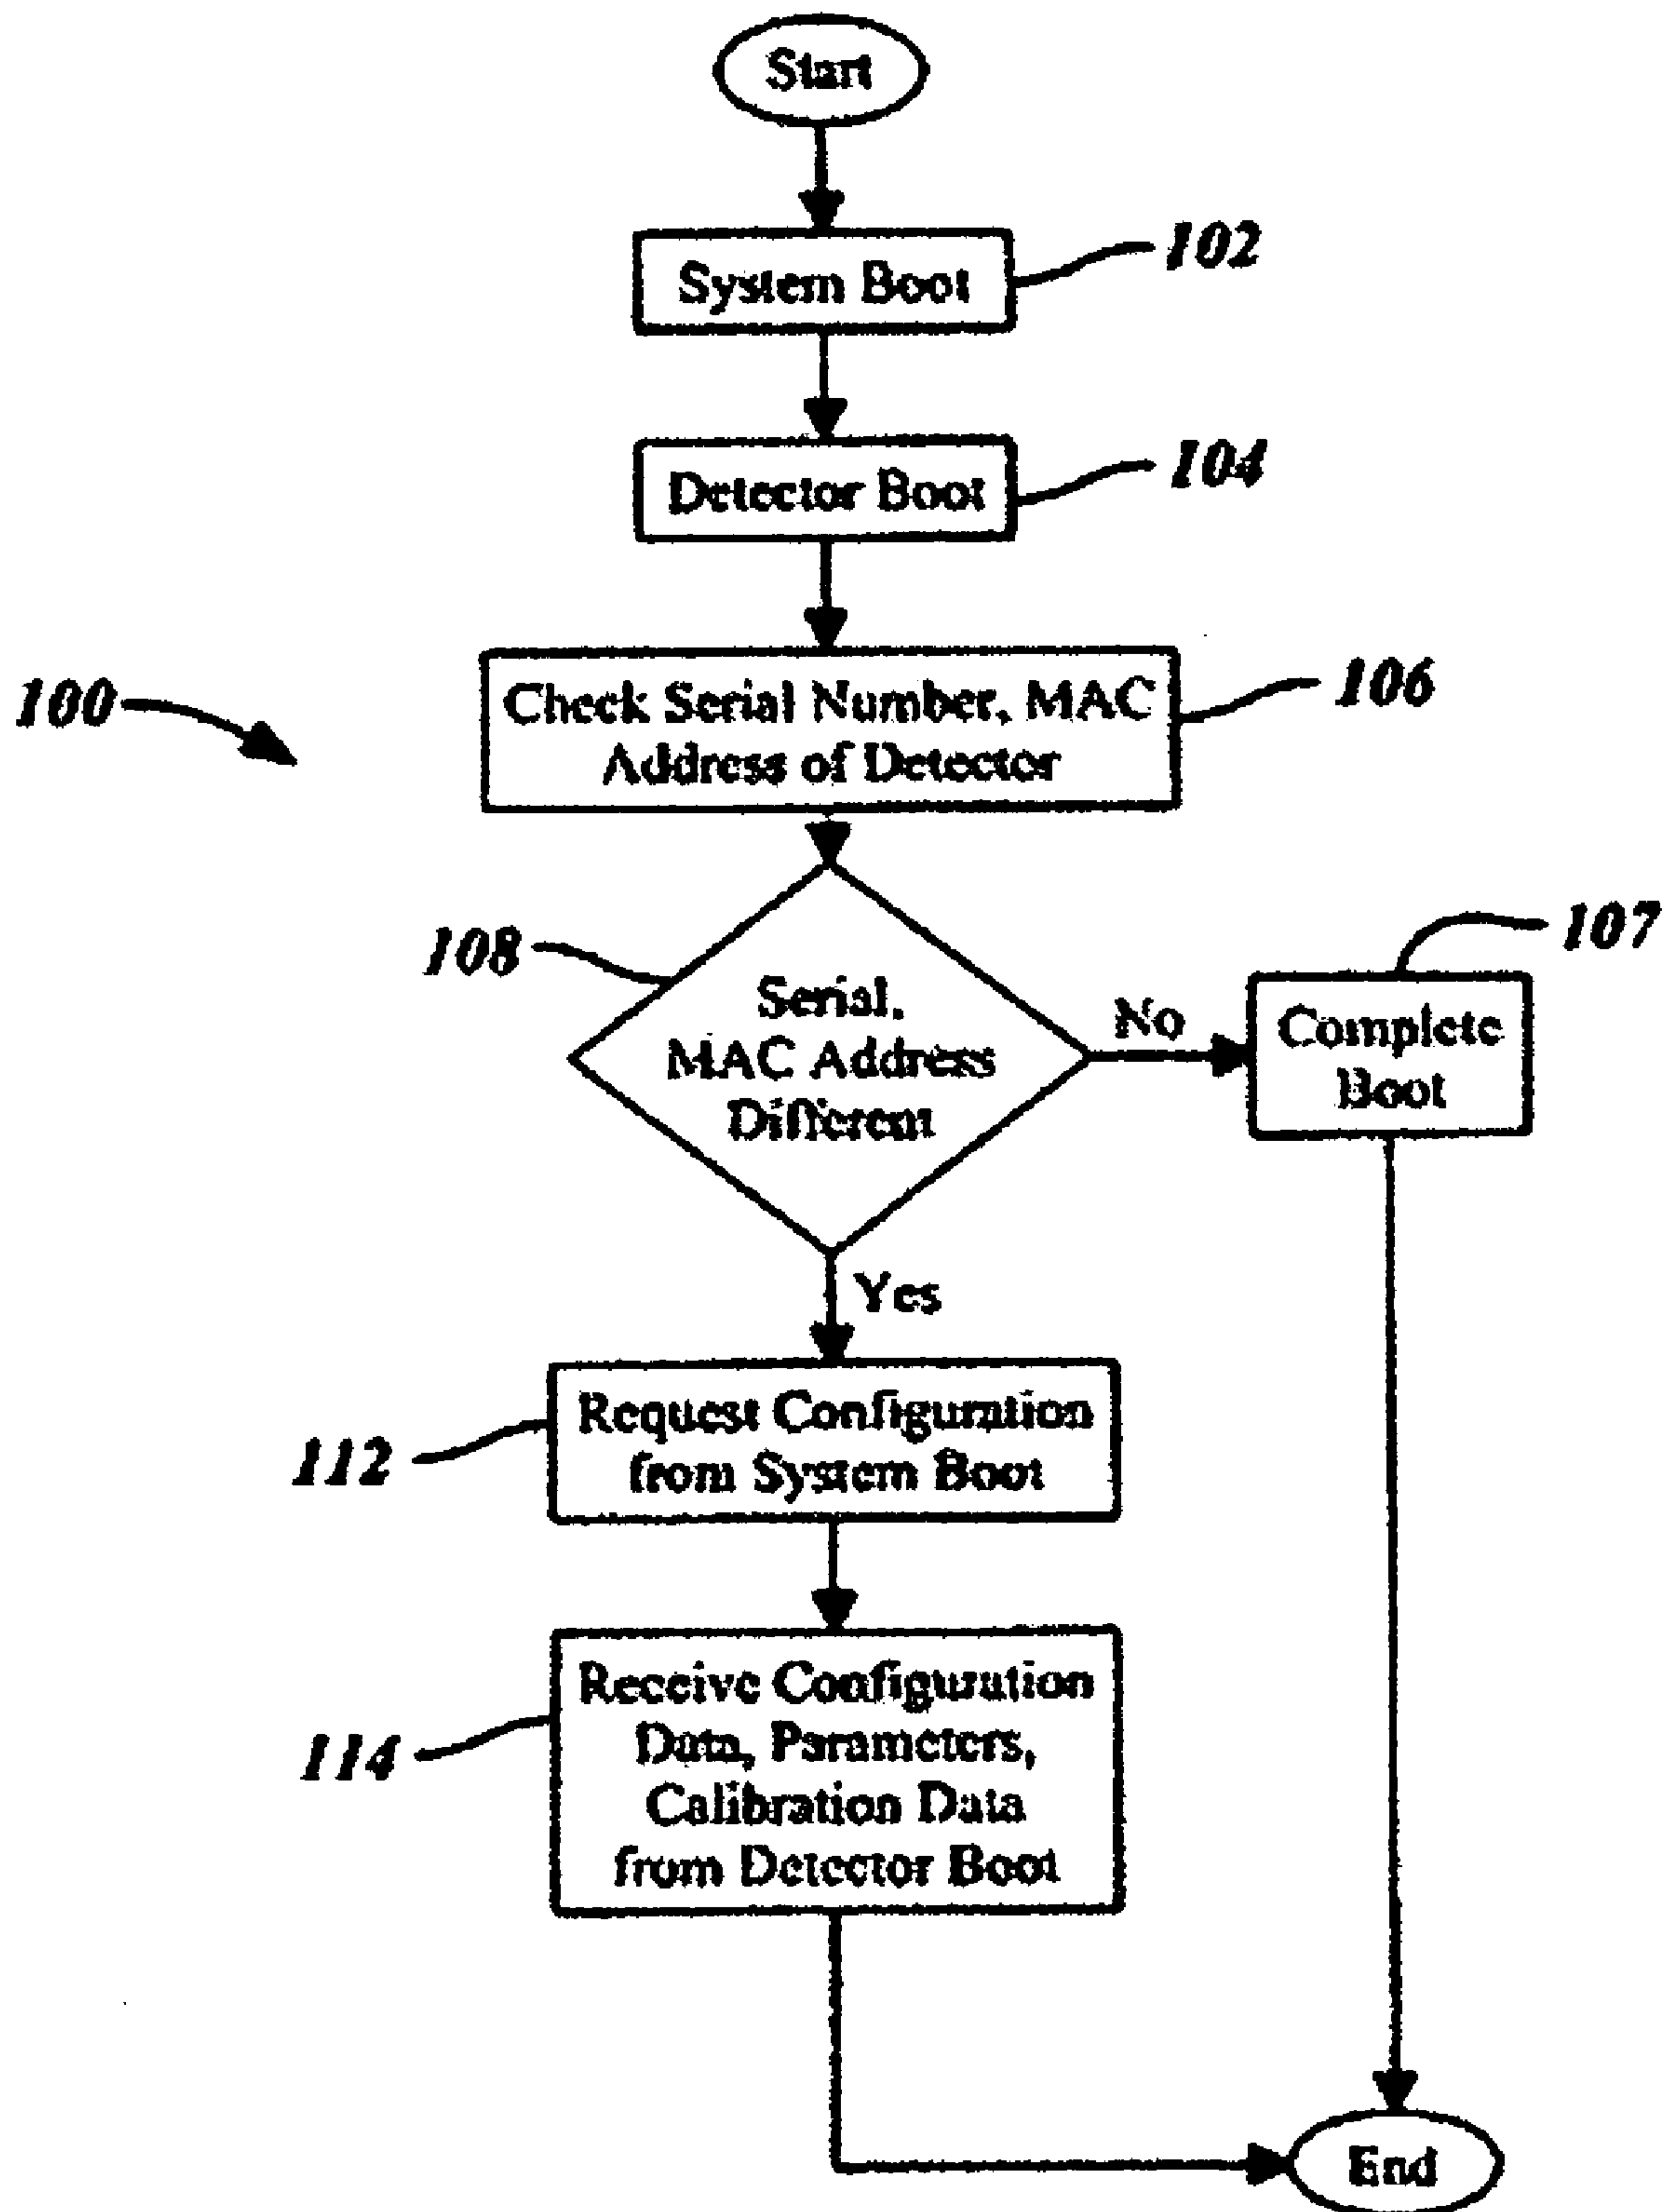 Start
System Boot
102
Detector Boot
104
100
Check Serial Number, MAC
Address of Detector
106
108
Serial,
MAC Address
Different
No
Complete
Boot
107
Yes
112
Request Configuration
from System Boot
114
Receive Configuration
Data, Parameters,
Calibration Data
from Detector Boot
End